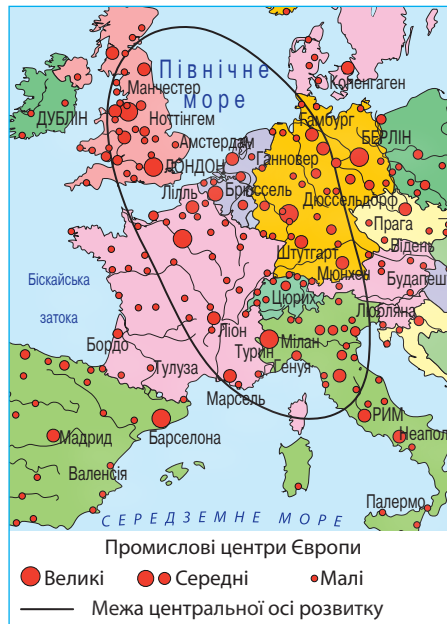 Північне
море
Копенгаген
Манчестер
Ноттінгем
Гамбург
ДУБЛІН
БЕРЛІН
Амстердам
Ганновер
ЛОНДОН
Лілль
Брюссель
Дюссельдорф
Прага
Штутгарт
Відень
Мюнхен
Біскайська
затока
Будапеш
Цюрих
Любляна
Бордо
Ліон
Мілан
Турин
Генуя
Тулуза
Марсель
РИМ
Мадрид
Барселона
Неапол
Валенсія
Палермо
СЕРЕДЗЕМНЕ МОРЕ
Промислові центри Європи
Великі Середні Малі
Межа центральної осі розвитку